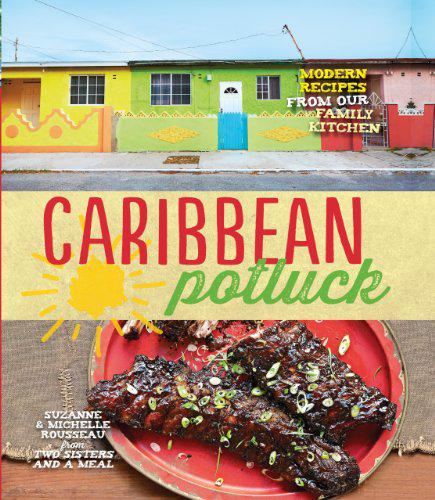 MODERN
RECIPES
FROM OUR
FAMILY
KITCHEN
CARIBBEAN
potluck
SUZANNE
& MICHELLE
ROUSSEAU
from
TWO SISTERS
AND A MEAL